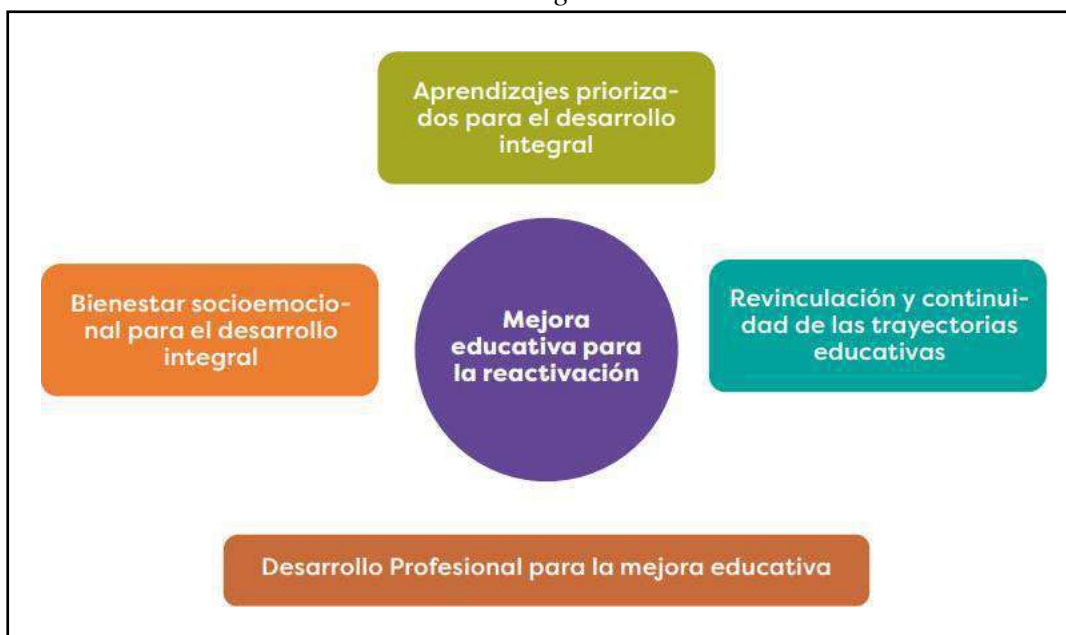 Aprendizajes prioriza-
dos para el desarrollo
integral
Bienestar socioemocio-
nal para el desarrollo
integral
Mejora
educativa para
la reactivación
Revinculación y continui-
dad de las trayectorias
educativas
Desarrollo Profesional para la mejora educativa